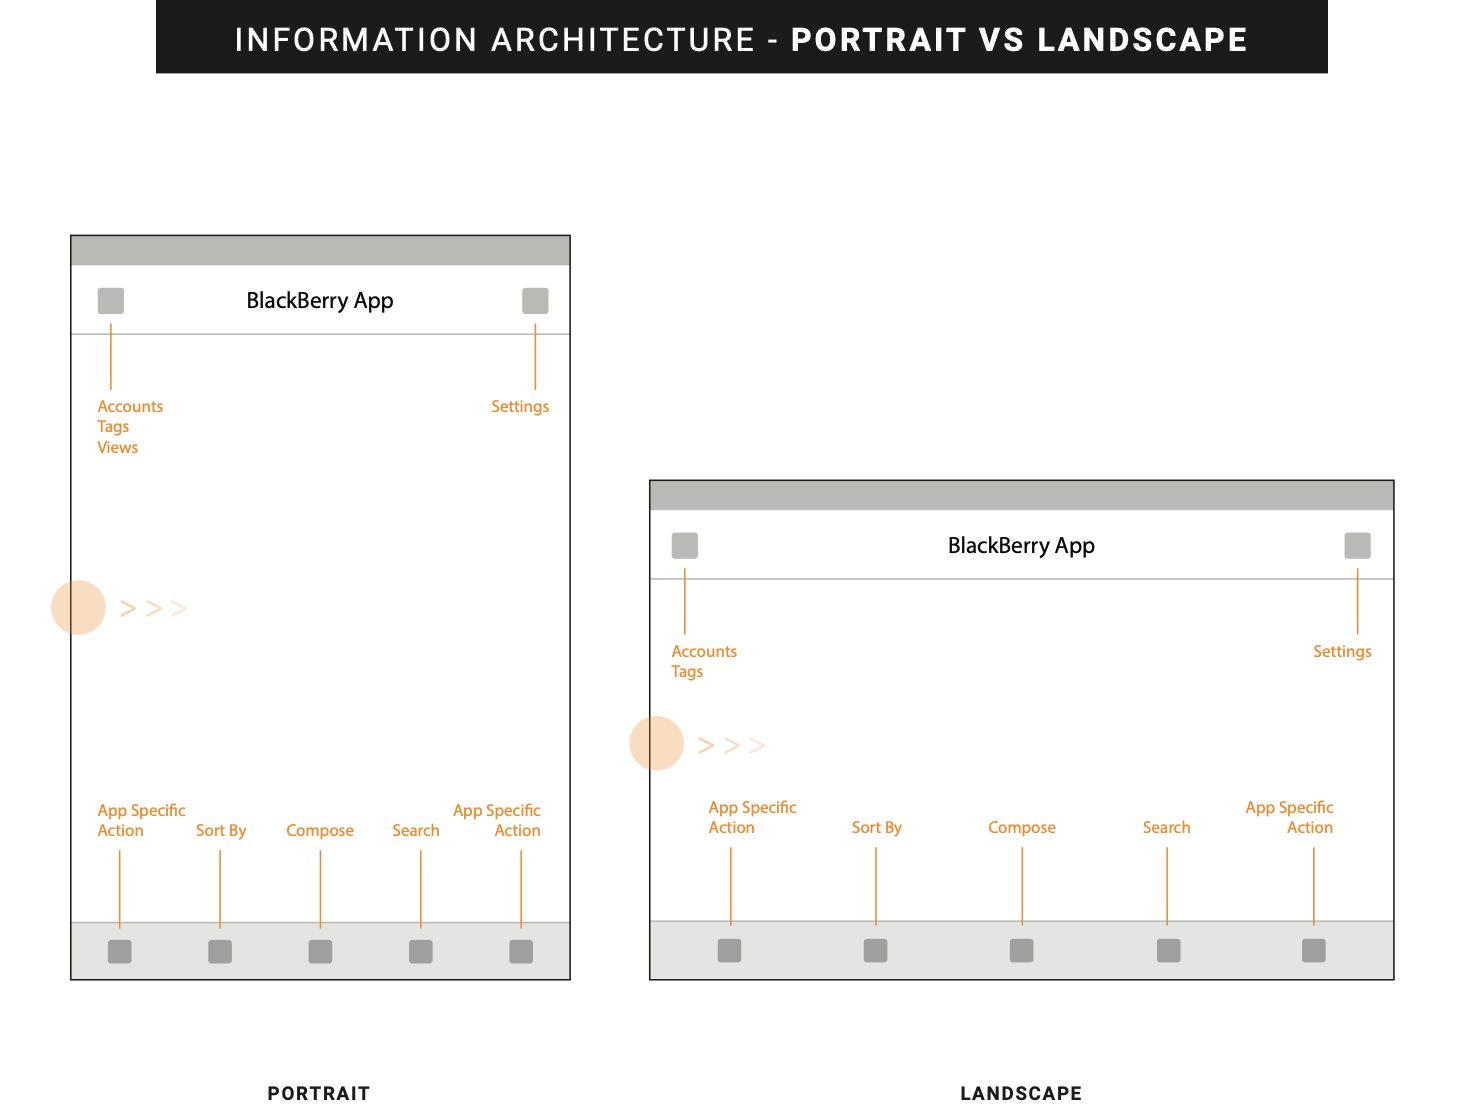 INFORMATION ARCHITECTURE - PORTRAIT VS LANDSCAPE
BlackBerry App
Accounts
Tags
Views
Settings
> > >
App Specific
Action
Sort By
Compose
Search
App Specific
Action
PORTRAIT
BlackBerry App
Accounts
Tags
Settings
> > >
App Specific
Action
Sort By
Compose
Search
App Specific
Action
LANDSCAPE